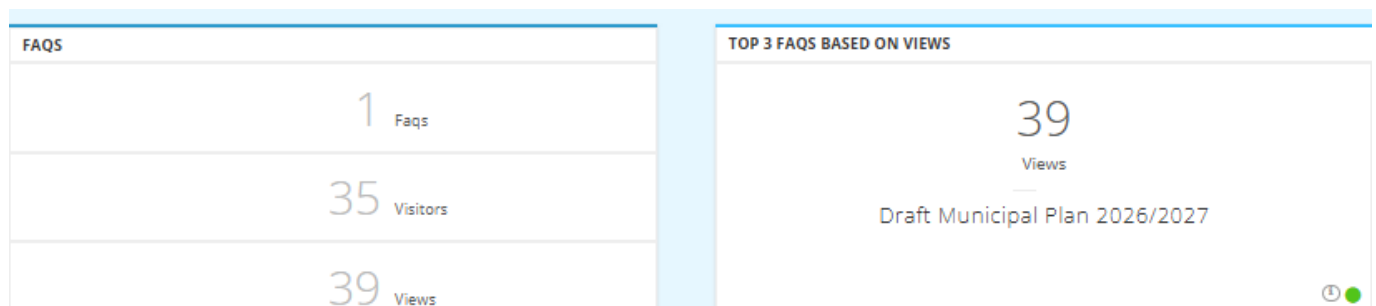 FAQS
1 Faqs
35 Visitors
39 Views
TOP 3 FAQS BASED ON VIEWS
39
Views
Draft Municipal Plan 2026/2027